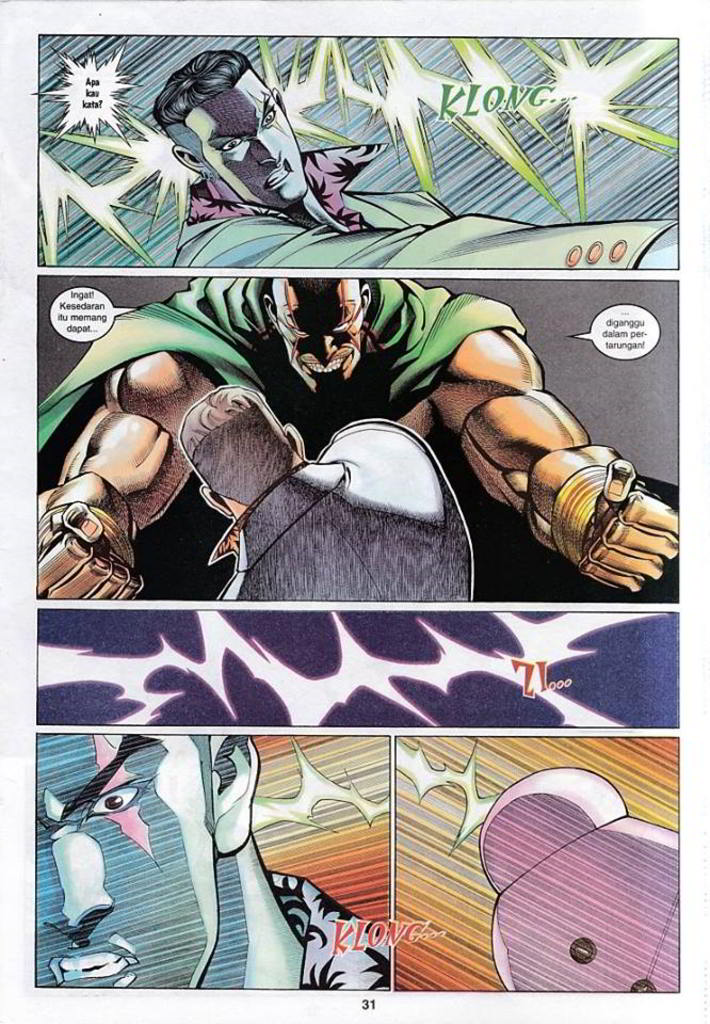 Apa
kau
kata?
KLONG...
Ingat!
Kesedaran
itu memang
dapat...
...
diganggu
dalam per-
tarungan!
ZI...
KLONG...
31